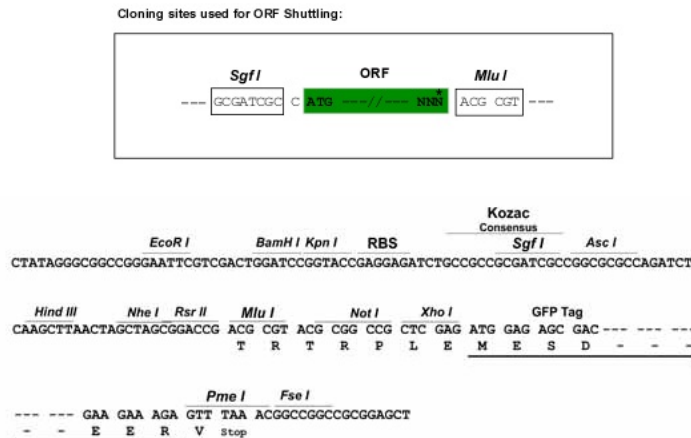 Cloning sites used for ORF Shuttling:
Sgf I ORF Mlu I
--- GCGATCGC C ATG ---//--- NNN* ACG CGT ---
Kozac
Consensus
EcoR I BamH I Kpn I RBS Sgf I Asc I
CTATAGGGCGGCCGGGAATTCGTCGACTGGATCCGGTACCGAGGAGATCTGCCGCCGCGATCGCCGGCGCGCCAGATCT
Hind III Nhe I Rsr II Mlu I Not I Xho I GFP Tag
CAAGCTTAACTAGCTAGCGGACCG ACG CGT ACG CGG CCG CTC GAG ATG GAG AGC GAC --- --- ---
T R T R P L E M E S D - - -
Pme I Fse I
--- --- GAA GAA AGA GTT TAA ACGGCCGGCCGCGGAGCT
- - E E R V Stop